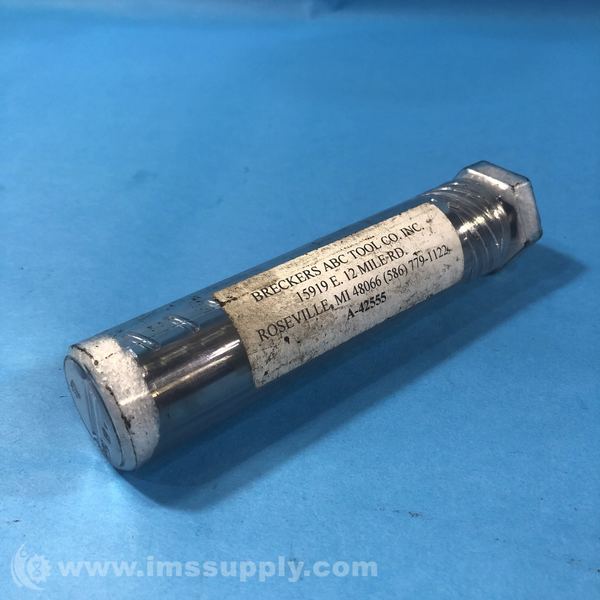 BRECKERS ABC TOOL CO. INC.
15919 E. 12 MILE RD.
ROSEVILLE, MI 48066 (586) 779-1122
A-42555
www.imssupply.com